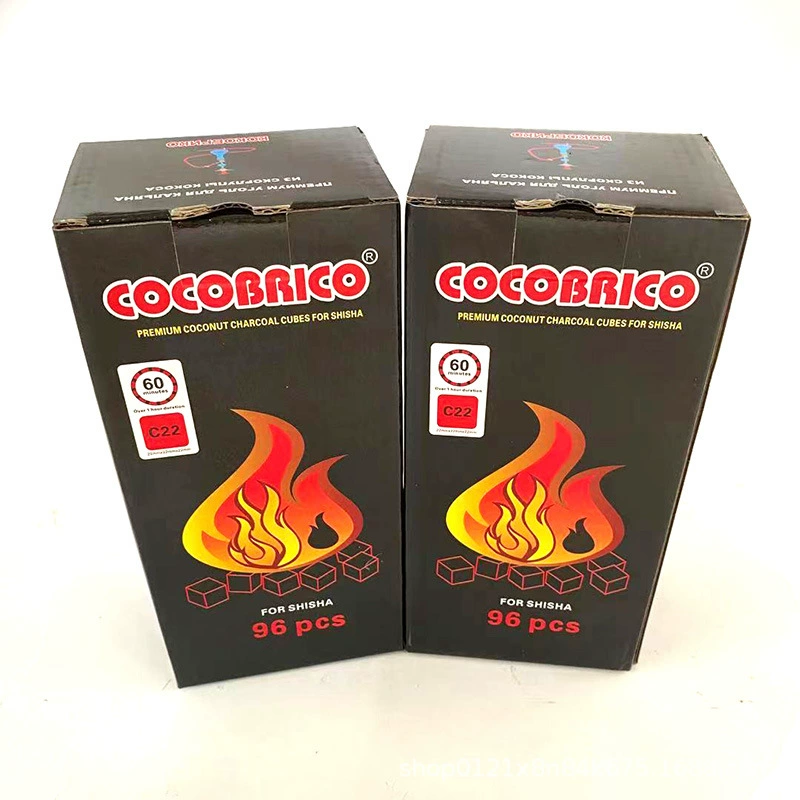 КОКОБРИКО
ПРЕМИУМ УГОЛЬ ДЛЯ КАЛЬЯНА
ИЗ СКОРЛУПЫ КОКОСА
COCOBRICO®
PREMIUM COCONUT CHARCOAL CUBES FOR SHISHA
60
minutes
Over 1 hour duration
C22
FOR SHISHA
96 pcs
КОКОБРИКО
ПРЕМИУМ УГОЛЬ ДЛЯ КАЛЬЯНА
ИЗ СКОРЛУПЫ КОКОСА
COCOBRICO®
PREMIUM COCONUT CHARCOAL CUBES FOR SHISHA
60
minutes
Over 1 hour duration
C22
FOR SHISHA
96 pcs